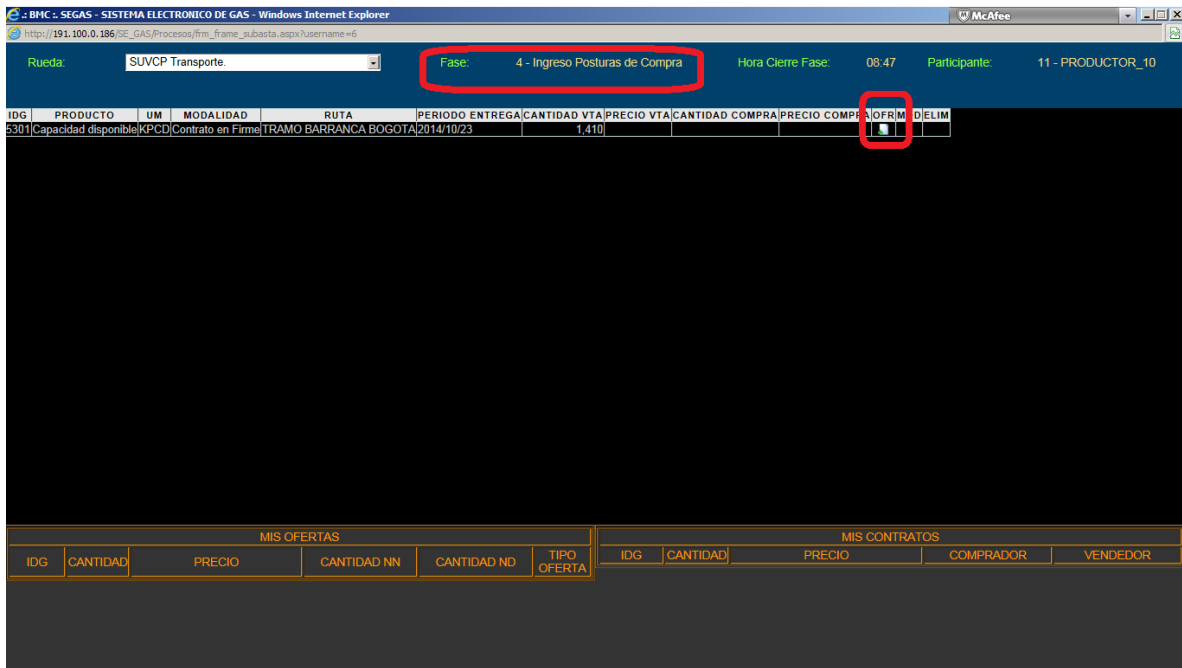 .: BMC :. SEGAS - SISTEMA ELECTRONICO DE GAS - Windows Internet Explorer McAfee
http://191.100.0.186/SE_GAS/Procesos/frm_frame_subasta.aspx?username=6
Rueda: SUVCP Transporte. Fase: 4 - Ingreso Posturas de Compra Hora Cierre Fase: 08:47 Participante: 11 - PRODUCTOR_10
IDG PRODUCTO UM MODALIDAD RUTA PERIODO ENTREGA CANTIDAD VTA PRECIO VTA CANTIDAD COMPRA PRECIO COMPRA OFR ELIM
5301 Capacidad disponible KPCD Contrato en Firme TRAMO BARRANCA BOGOTA 2014/10/23 1,410
MIS OFERTAS MIS CONTRATOS
IDG CANTIDAD PRECIO CANTIDAD NN CANTIDAD ND TIPO OFERTA IDG CANTIDAD PRECIO COMPRADOR VENDEDOR